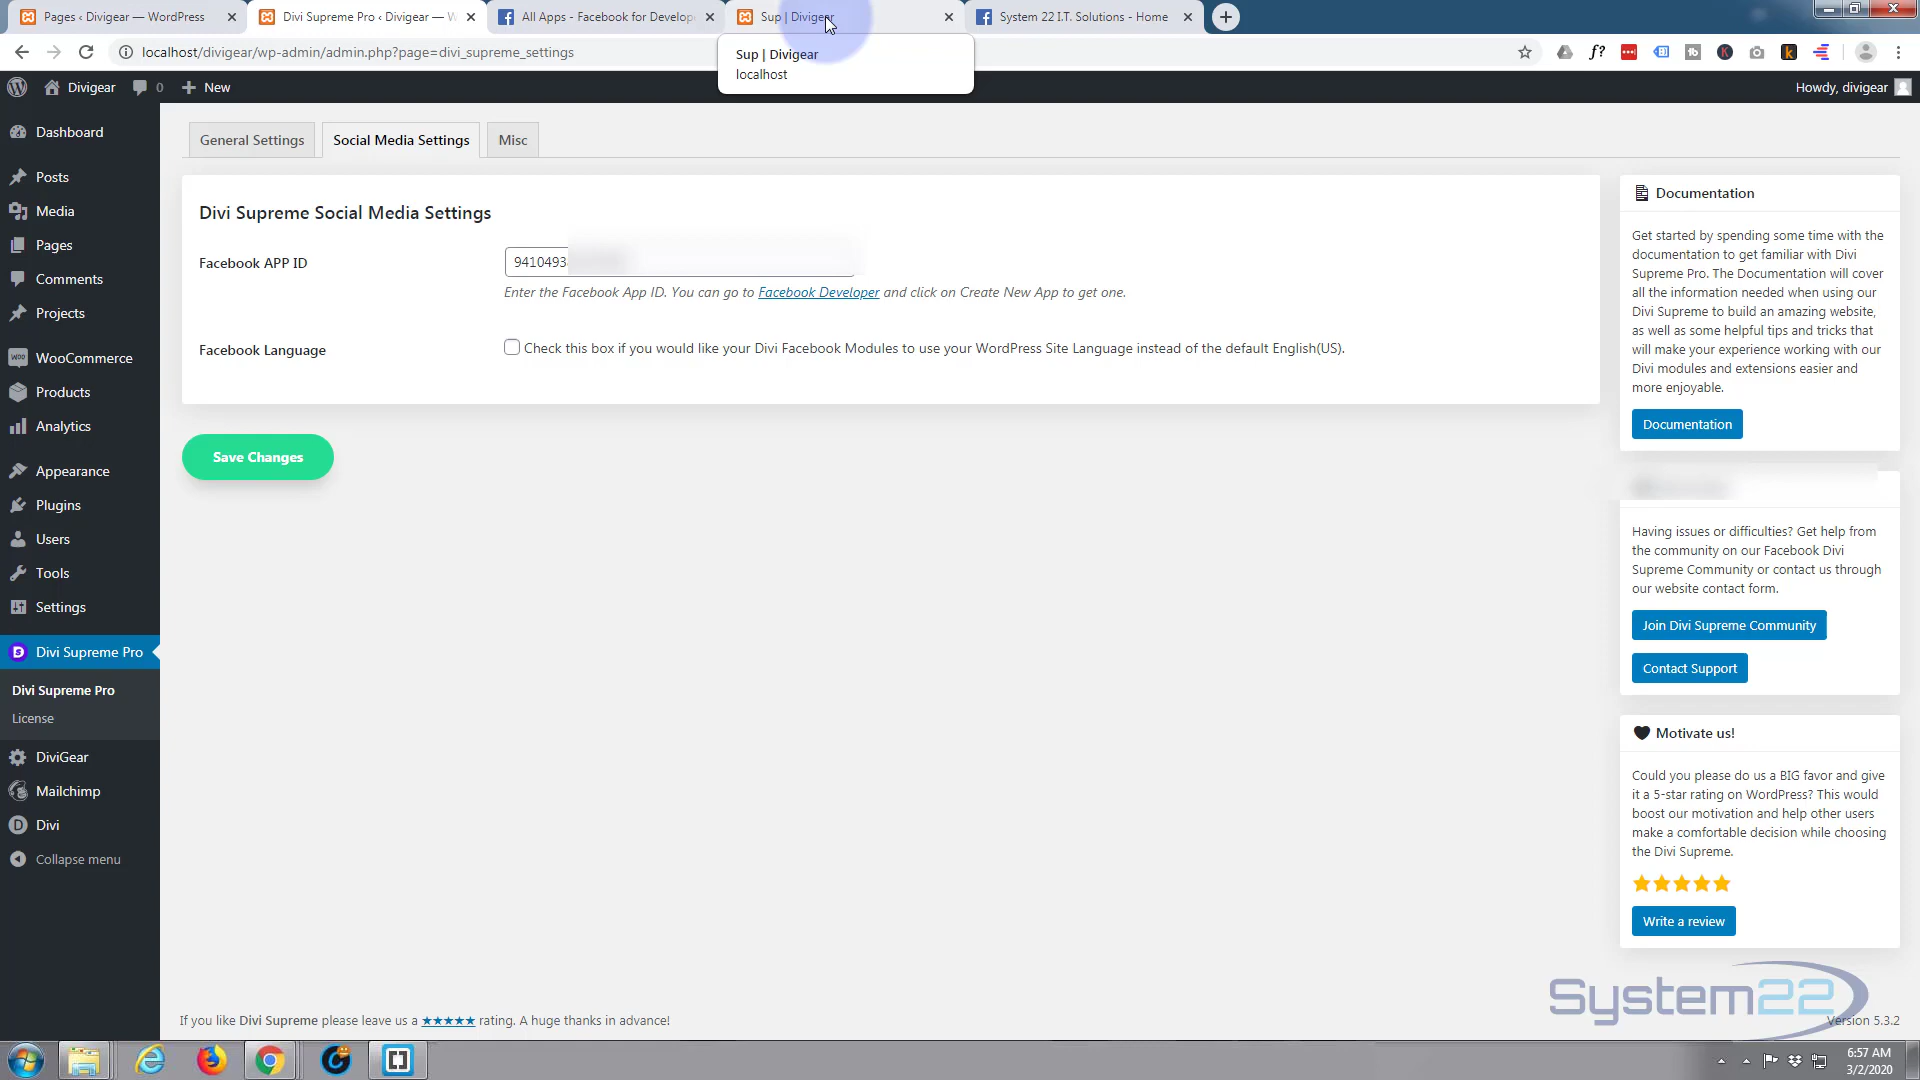 Pages ‹ Divigear — WordPress
Divi Supreme Pro ‹ Divigear — W
All Apps - Facebook for Develop
Sup | Divigear
System 22 I.T. Solutions - Home
localhost/divigear/wp-admin/admin.php?page=divi_supreme_settings
Sup | Divigear
localhost
Divigear
0
New
Howdy, divigear
Dashboard
Posts
Media
Pages
Comments
Projects
WooCommerce
Products
Analytics
Appearance
Plugins
Users
Tools
Settings
Divi Supreme Pro
Divi Supreme Pro
License
DiviGear
Mailchimp
Divi
Collapse menu
General Settings
Social Media Settings
Misc
Divi Supreme Social Media Settings
Facebook APP ID
9410493
Enter the Facebook App ID. You can go to Facebook Developer and click on Create New App to get one.
Facebook Language
Check this box if you would like your Divi Facebook Modules to use your WordPress Site Language instead of the default English(US).
Save Changes
Documentation
Get started by spending some time with the
documentation to get familiar with Divi
Supreme Pro. The Documentation will cover
all the information needed when using our
Divi Supreme to build an amazing website,
as well as some helpful tips and tricks that
will make your experience working with our
Divi modules and extensions easier and
more enjoyable.
Documentation
Having issues or difficulties? Get help from
the community on our Facebook Divi
Supreme Community or contact us through
our website contact form.
Join Divi Supreme Community
Contact Support
Motivate us!
Could you please do us a BIG favor and give
it a 5-star rating on WordPress? This would
boost our motivation and help other users
make a comfortable decision while choosing
the Divi Supreme.
Write a review
If you like Divi Supreme please leave us a ★★★★★ rating. A huge thanks in advance!
System22
Version 5.3.2
6:57 AM
3/2/2020